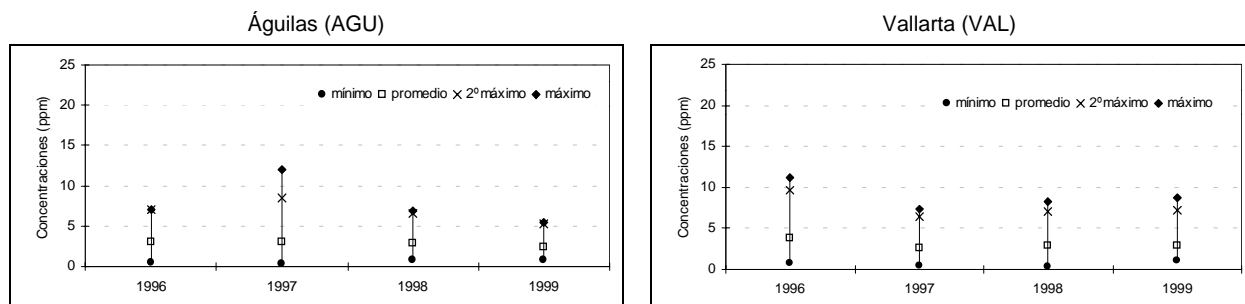 Águilas (AGU)
Concentraciones (ppm)
25
20
15
10
5
0
mínimo promedio 2º máximo máximo
1996 1997 1998 1999
Vallarta (VAL)
Concentraciones (ppm)
25
20
15
10
5
0
mínimo promedio 2º máximo máximo
1996 1997 1998 1999